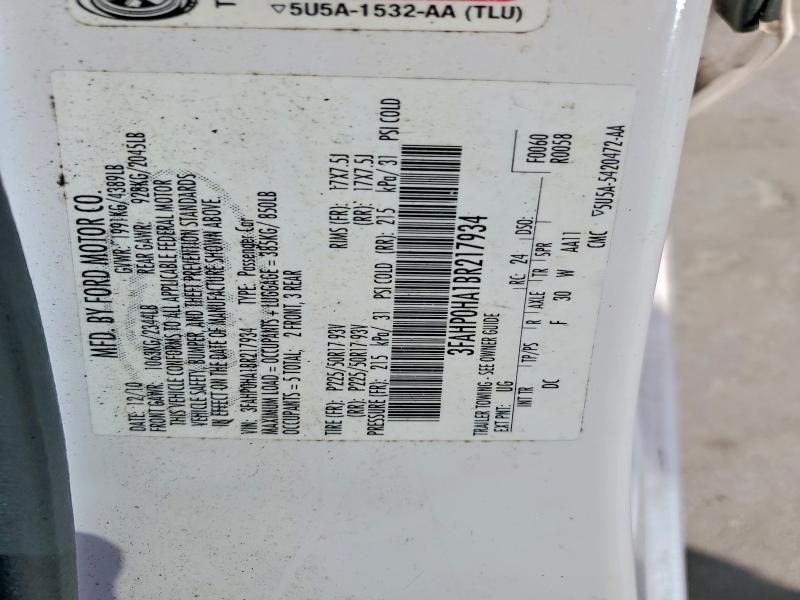 5U5A-1532-AA (TLU)
MFD. BY FORD MOTOR CO.
DATE: 12/10 GVWR: 1991KG/4389LB
FRONT GAWR: 1063KG/2344LB REAR GAWR: 928KG/2045LB
THIS VEHICLE CONFORMS TO ALL APPLICABLE FEDERAL MOTOR
VEHICLE SAFETY, BUMPER, AND THEFT PREVENTION STANDARDS
IN EFFECT ON THE DATE OF MANUFACTURE SHOWN ABOVE.
VIN: 3FAHP0HA1BR217934 TYPE: Passenger Car
MAXIMUM LOAD = OCCUPANTS + LUGGAGE = 385KG/ 850LB
OCCUPANTS = 5 TOTAL; 2 FRONT, 3 REAR
TIRE (FR): P225/50R17 93V RIMS (FR): 17X7.5J
(RR): P225/50R17 93V (RR): 17X7.5J
PRESSURE (FR): 215 kPa/ 31 PSI COLD (RR): 215 kPa/ 31 PSI COLD
3FAHP0HA1BR217934
TRAILER TOWING - SEE OWNER GUIDE F0060
EXT PNT: UG RC: 24 DSO: R0058
INT TR TP/PS R AXLE TR SPR
DC F 30 W AA11
CMC 5U5A-5420472-AA